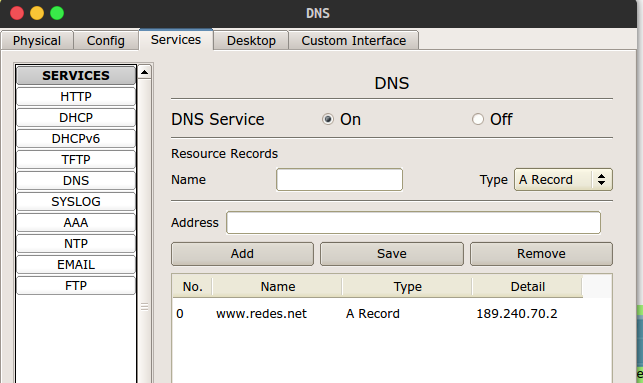 DNS
Physical Config Services Desktop Custom Interface
SERVICES
HTTP
DHCP
DHCPv6
TFTP
DNS
SYSLOG
AAA
NTP
EMAIL
FTP
DNS
DNS Service On Off
Resource Records
Name Type A Record
Address
Add Save Remove
No. Name Type Detail
0 www.redes.net A Record 189.240.70.2